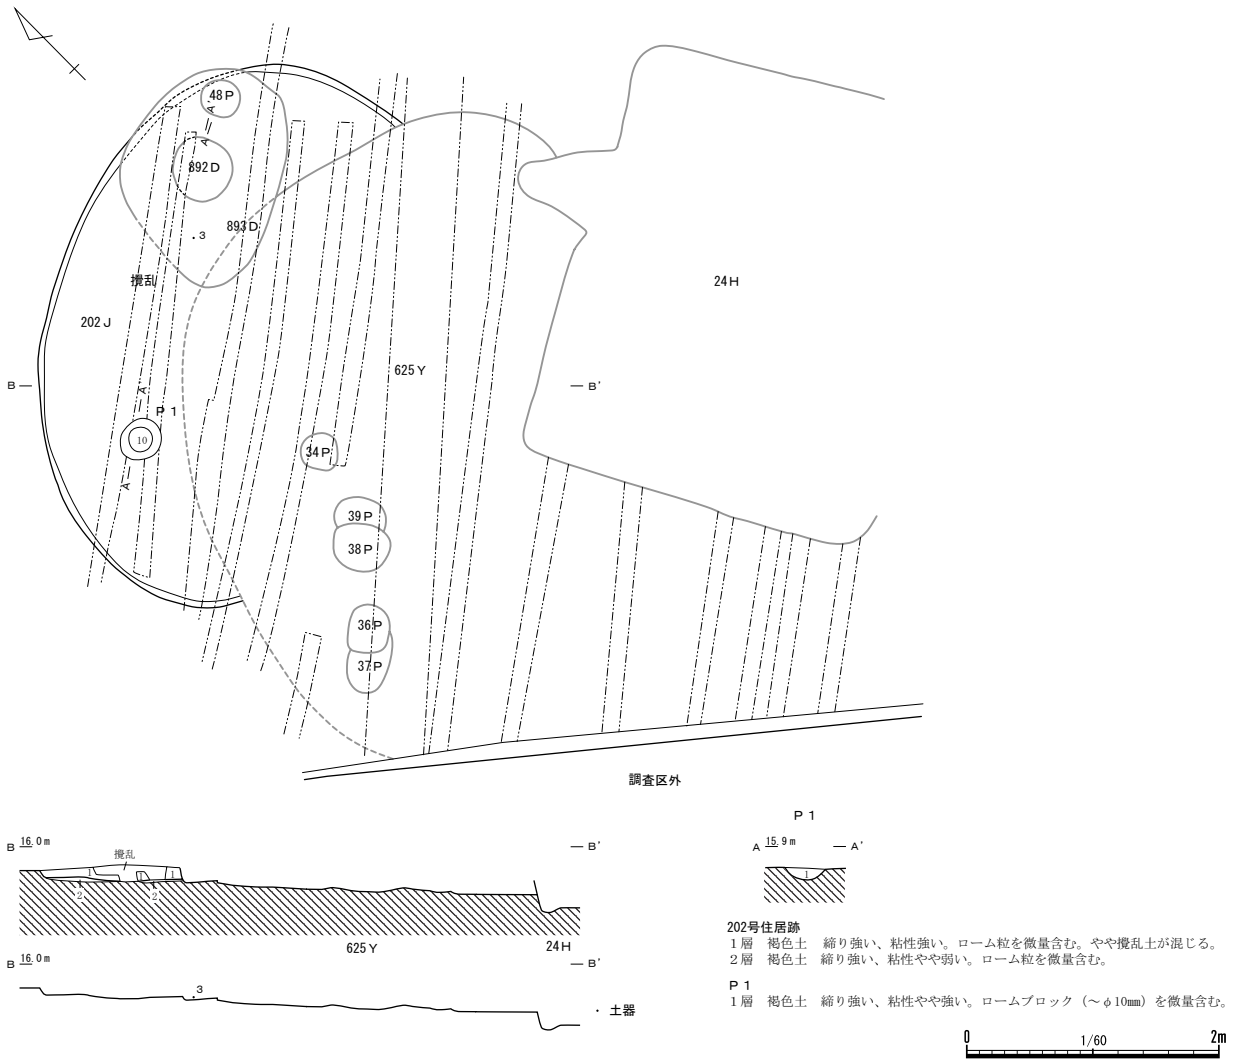 48Ｐ
A'
A
892Ｄ
893Ｄ
3
攪乱
202Ｊ
24Ｈ
625Ｙ
B
B'
A'
Ｐ１
10
34Ｐ
A
39Ｐ
38Ｐ
36Ｐ
37Ｐ
調査区外
Ｐ１
B 16.0ｍ
B'
A 15.9ｍ
A'
攪乱
1
1
1
2
2
1
202号住居跡
１層　褐色土　締り強い、粘性強い。ローム粒を微量含む。やや攪乱土が混じる。
２層　褐色土　締り強い、粘性やや弱い。ローム粒を微量含む。
625Ｙ
24Ｈ
B 16.0ｍ
B'
3
Ｐ１
１層　褐色土　締り強い、粘性やや強い。ロームブロック（～φ10㎜）を微量含む。
・ 土器
0
1/60
2m